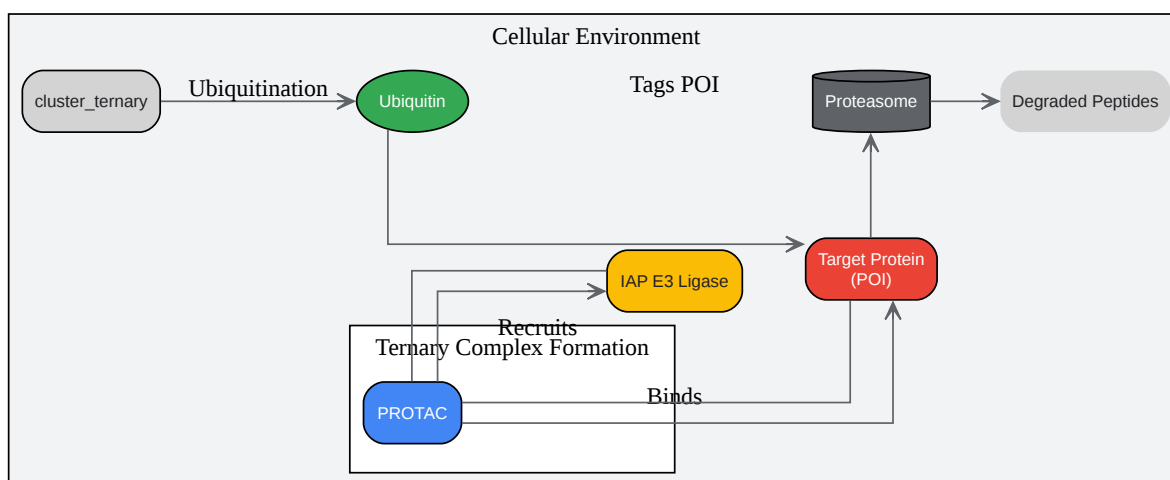 Cellular Environment
Tags POI
cluster_ternary
Ubiquitination
Ubiquitin
Proteasome
Degraded Peptides
Target Protein
(POI)
IAP E3 Ligase
Recruits
Ternary Complex Formation
Binds
PROTAC